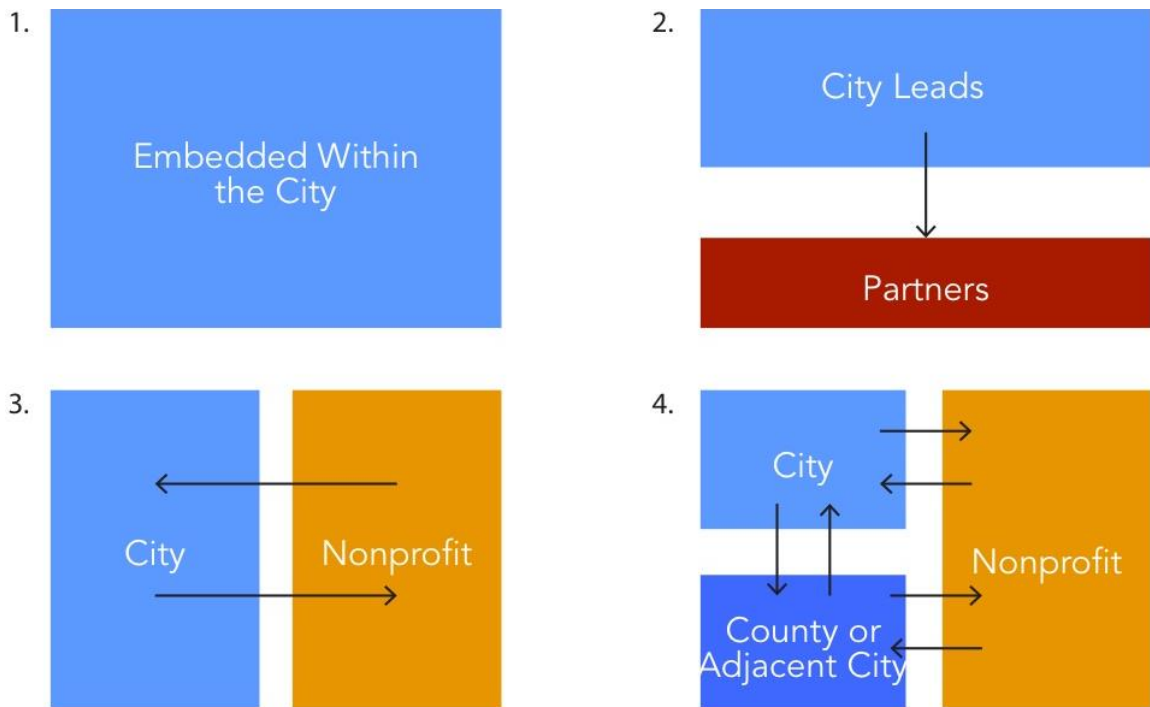 1.
Embedded Within
the City
2.
City Leads
Partners
3.
City
Nonprofit
4.
City
Nonprofit
County or
Adjacent City